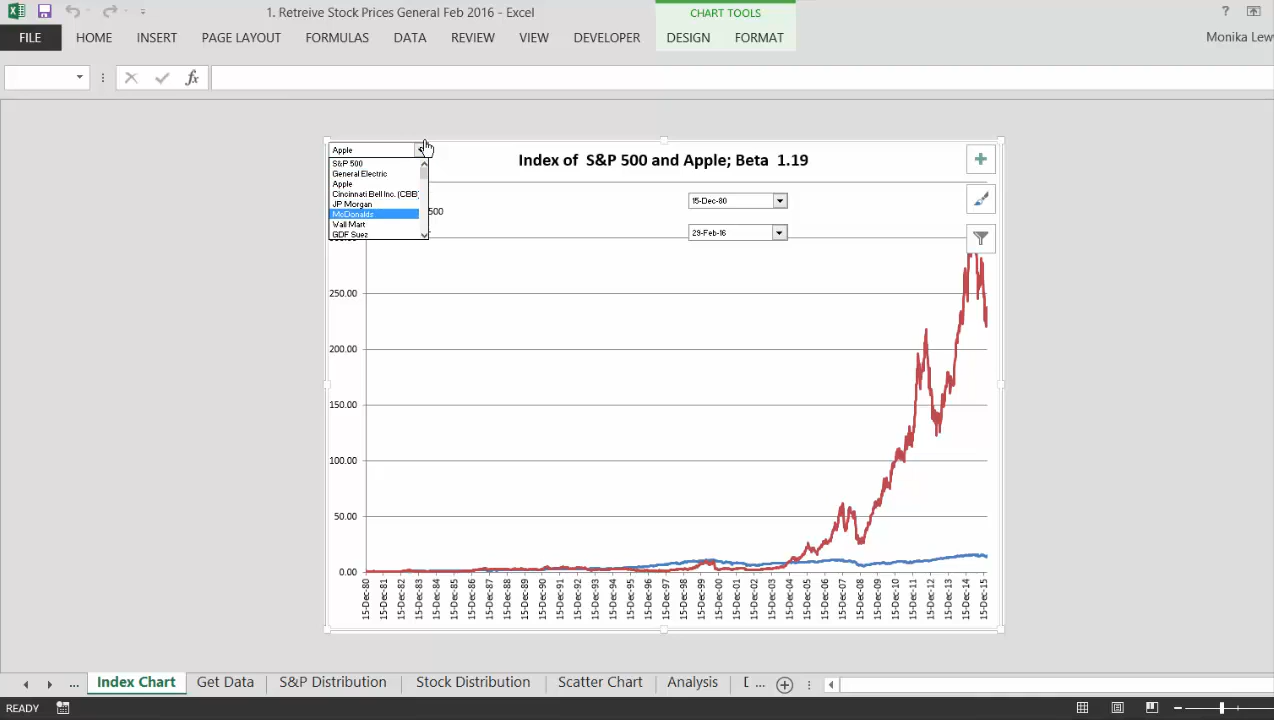 1. Retreive Stock Prices General Feb 2016 - Excel
CHART TOOLS
?
FILE HOME INSERT PAGE LAYOUT FORMULAS DATA REVIEW VIEW DEVELOPER DESIGN FORMAT
Monika Lew
fx
Apple
Index of S&P 500 and Apple; Beta 1.19
S&P 500
General Electric
Apple
Cincinnati Bell Inc. (CBB)
JP Morgan
McDonalds
Wall Mart
GDF Suez
500
15-Dec-80
29-Feb-16
250.00
200.00
150.00
100.00
50.00
0.00
15-Dec-80
15-Dec-81
15-Dec-82
15-Dec-83
15-Dec-84
15-Dec-85
15-Dec-86
15-Dec-87
15-Dec-88
15-Dec-89
15-Dec-90
15-Dec-91
15-Dec-92
15-Dec-93
15-Dec-94
15-Dec-95
15-Dec-96
15-Dec-97
15-Dec-98
15-Dec-99
15-Dec-00
15-Dec-01
15-Dec-02
15-Dec-03
15-Dec-04
15-Dec-05
15-Dec-06
15-Dec-07
15-Dec-08
15-Dec-09
15-Dec-10
15-Dec-11
15-Dec-12
15-Dec-13
15-Dec-14
15-Dec-15
... Index Chart Get Data S&P Distribution Stock Distribution Scatter Chart Analysis ...
READY